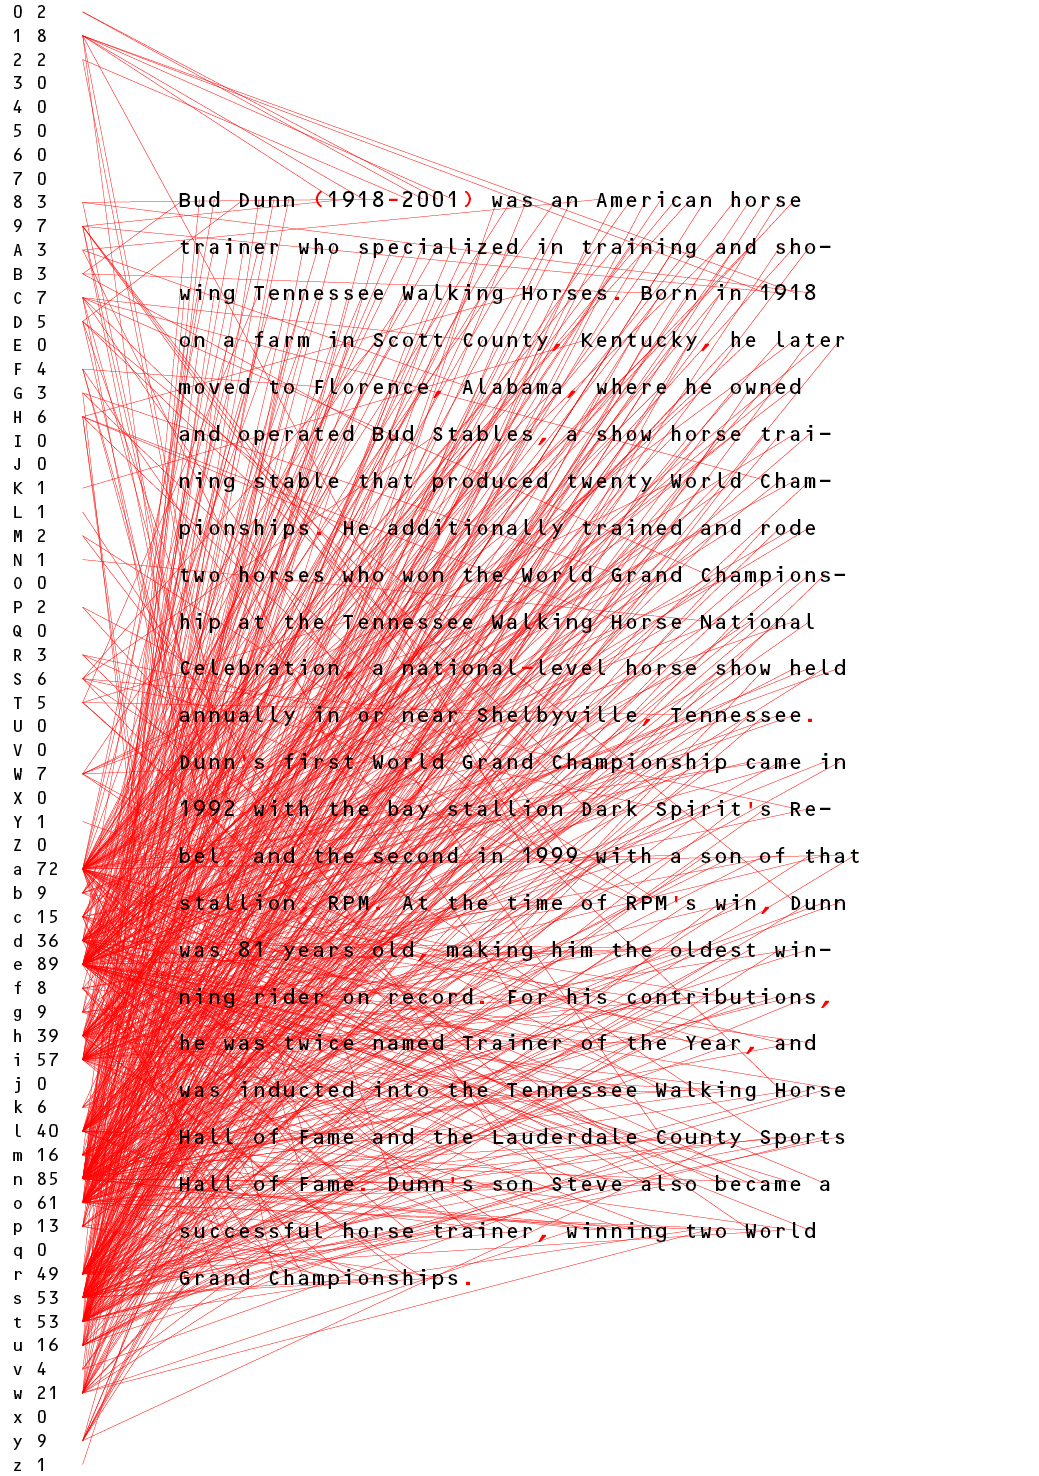 0 2
1 8
2 2
3 0
4 0
5 0
6 0
7 0
8 3
9 7
A 3
B 3
C 7
D 5
E 0
F 4
G 3
H 6
I 0
J 0
K 1
L 1
M 2
N 1
O 0
P 2
Q 0
R 3
S 6
T 5
U 0
V 0
W 7
X 0
Y 1
Z 0
a 72
b 9
c 15
d 36
e 89
f 8
g 9
h 39
i 57
j 0
k 6
l 40
m 16
n 85
o 61
p 13
q 0
r 49
s 53
t 53
u 16
v 4
w 21
x 0
y 9
z 1
Bud Dunn (1918-2001) was an American horse
trainer who specialized in training and sho-
wing Tennessee Walking Horses. Born in 1918
on a farm in Scott County, Kentucky, he later
moved to Florence, Alabama, where he owned
and operated Bud Stables, a show horse trai-
ning stable that produced twenty World Cham-
pionships. He additionally trained and rode
two horses who won the World Grand Champions-
hip at the Tennessee Walking Horse National
Celebration, a national-level horse show held
annually in or near Shelbyville, Tennessee.
Dunn's first World Grand Championship came in
1992 with the bay stallion Dark Spirit's Re-
bel, and the second in 1999 with a son of that
stallion, RPM. At the time of RPM's win, Dunn
was 81 years old, making him the oldest win-
ning rider on record. For his contributions,
he was twice named Trainer of the Year, and
was inducted into the Tennessee Walking Horse
Hall of Fame and the Lauderdale County Sports
Hall of Fame. Dunn's son Steve also became a
successful horse trainer, winning two World
Grand Championships.